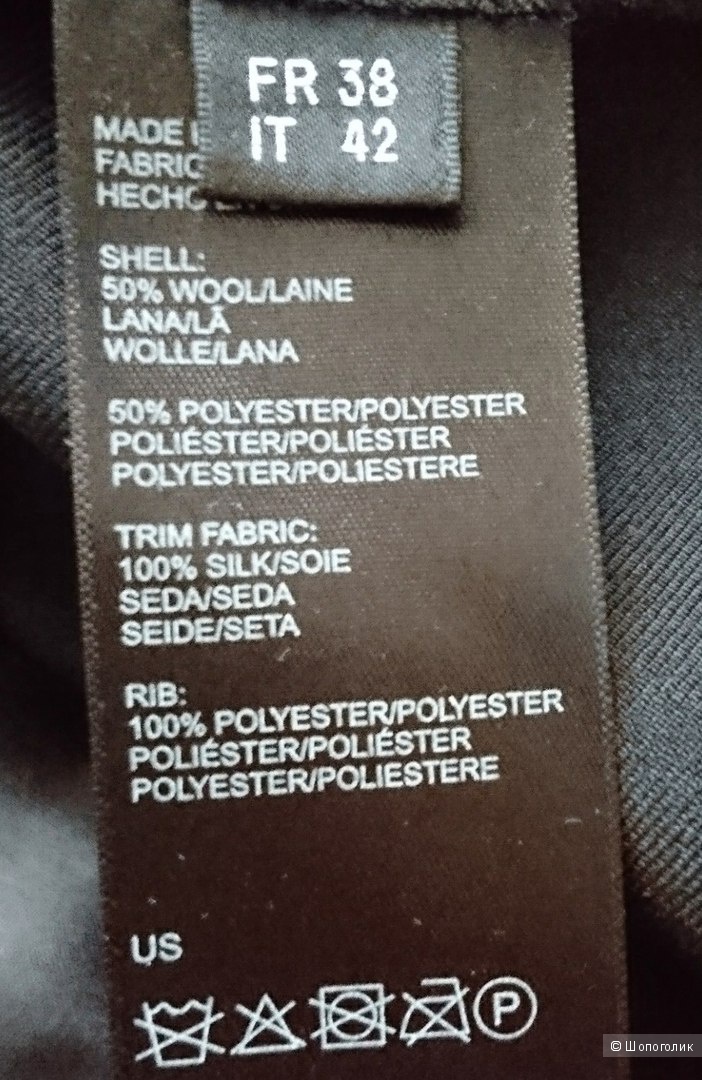 FR 38
IT 42
MADE
FABRIC
HECHO
SHELL:
50% WOOL/LAINE
LANA/LÃ
WOLLE/LANA
50% POLYESTER/POLYESTER
POLIÉSTER/POLIÉSTER
POLYESTER/POLIESTERE
TRIM FABRIC:
100% SILK/SOIE
SEDA/SEDA
SEIDE/SETA
RIB:
100% POLYESTER/POLYESTER
POLIÉSTER/POLIÉSTER
POLYESTER/POLIESTERE
US
P
© Шопоголик